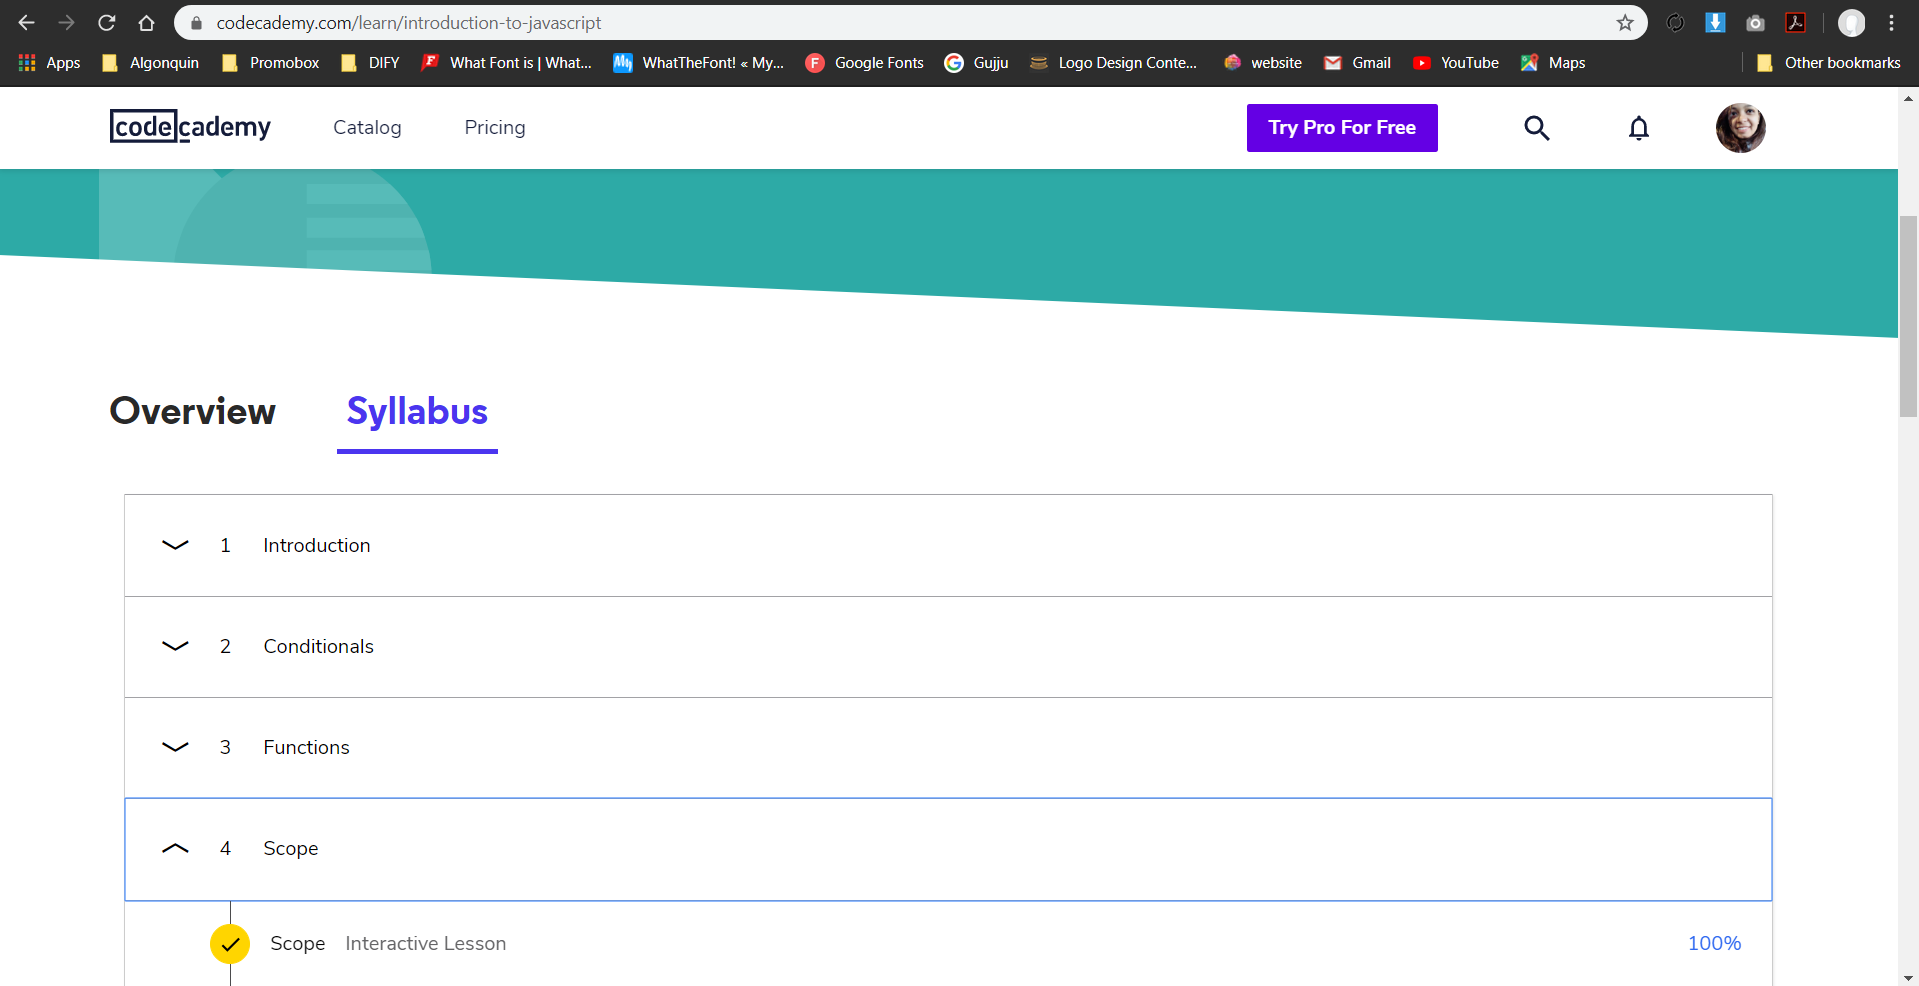 codecademy.com/learn/introduction-to-javascript
Apps Algonquin Promobox DIFY What Font is | What... WhatTheFont! « My... Google Fonts Gujju Logo Design Conte... website Gmail YouTube Maps Other bookmarks
codecademy Catalog Pricing Try Pro For Free
Overview Syllabus
1 Introduction
2 Conditionals
3 Functions
4 Scope
Scope Interactive Lesson 100%